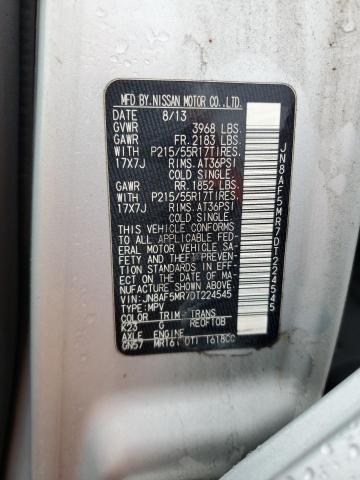 MFD.BY:NISSAN MOTOR CO.,LTD.
DATE 8/13
GVWR 3968 LBS.
GAWR FR. 2183 LBS.
WITH P215/55R17TIRES.
17X7J RIMS.AT36PSI
COLD SINGLE.
GAWR RR. 1852 LBS.
WITH P215/55R17TIRES.
17X7J RIMS.AT36PSI
COLD SINGLE.
THIS VEHICLE CONFORMS
TO ALL APPLICABLE FED-
ERAL MOTOR VEHICLE SA-
FETY AND THEFT PREVENTION
STANDARDS IN EFF-
ECT ON THE DATE OF MA-
NUFACTURE SHOWN ABOVE.
VIN:JN8AF5MR7DT224545
TYPE:MPV
COLOR TRIM TRANS
K23 G RE0F10B
AXLE ENGINE
GN57 MR16 1618CC
JN8AF5MR7DT224545